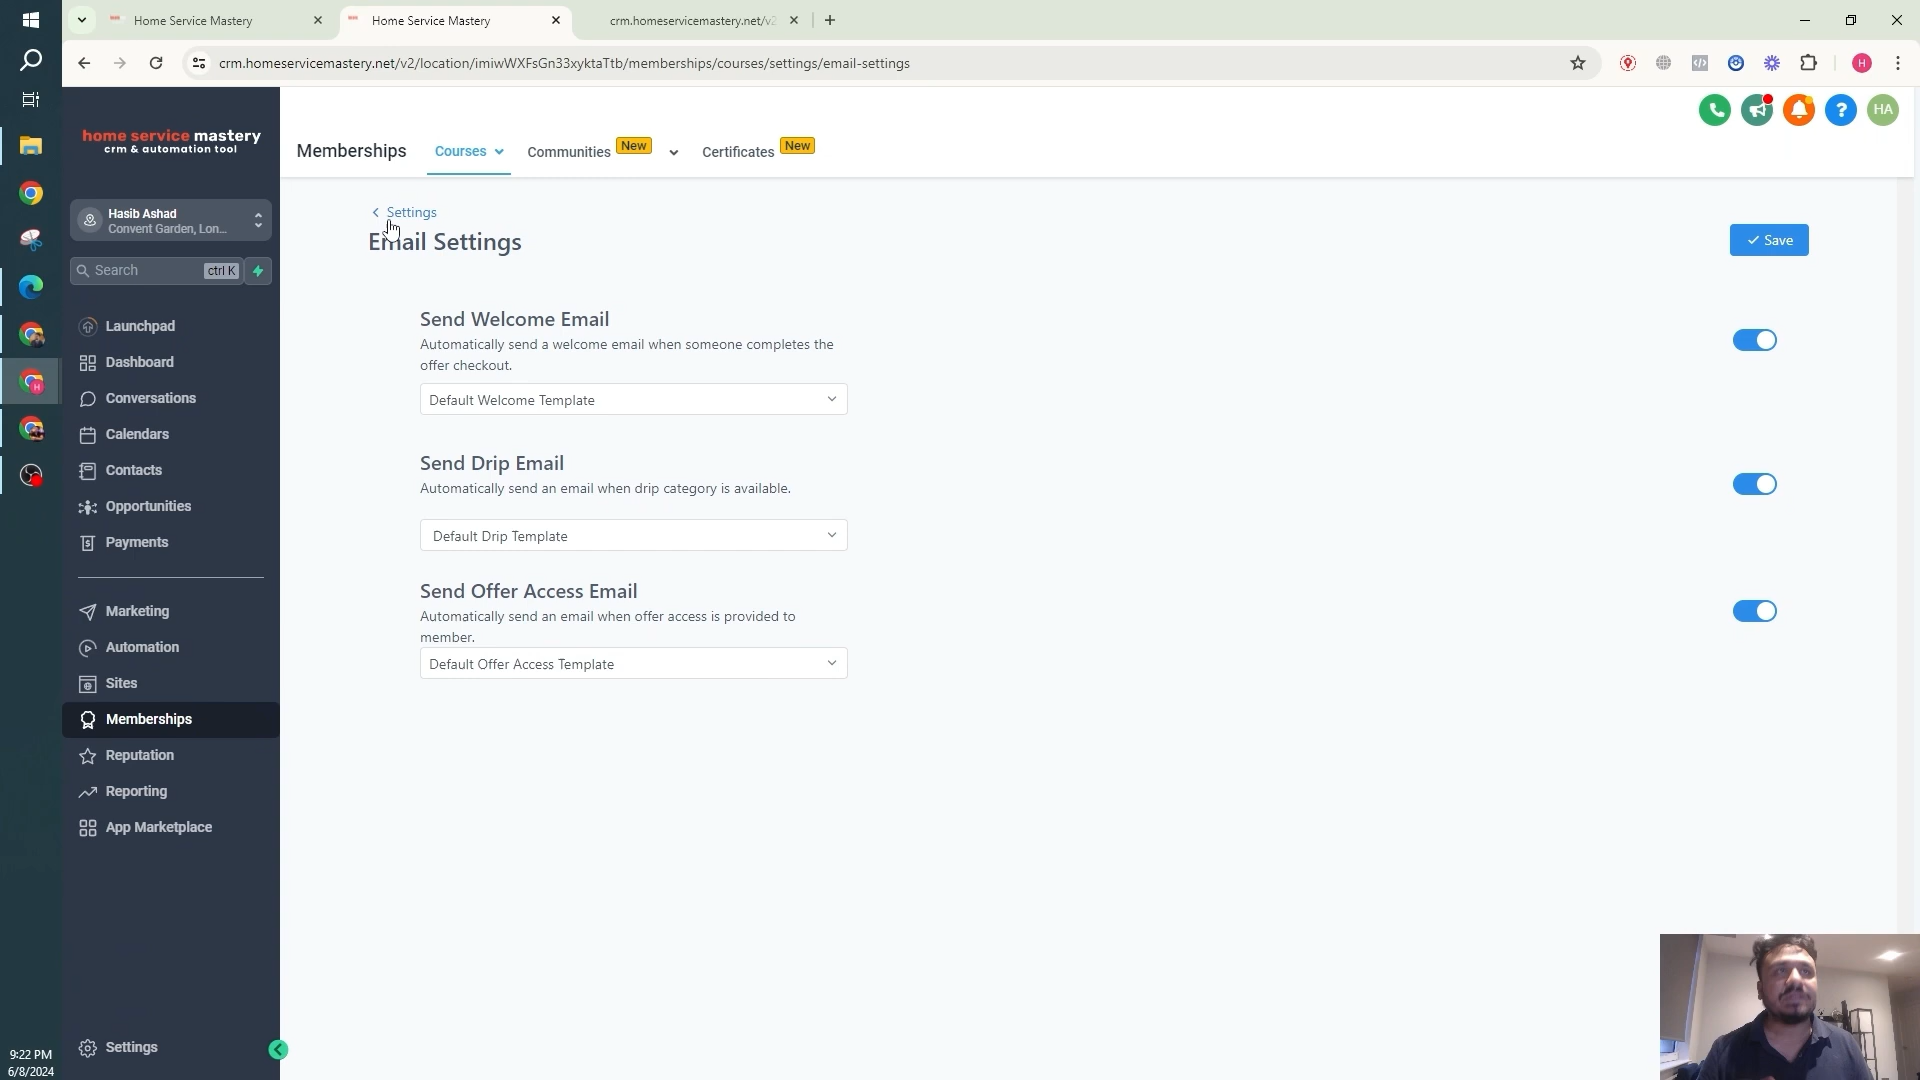 Home Service Mastery
Home Service Mastery
crm.homeservicemastery.net/v2
crm.homeservicemastery.net/v2/location/imiwWXFsGn33xyktaTtb/memberships/courses/settings/email-settings
H
home service mastery
crm & automation tool
Memberships
Courses
Communities
New
Certificates
New
?
HA
Hasib Ashad
Convent Garden, Lon...
Search
ctrl K
Launchpad
Dashboard
Conversations
Calendars
Contacts
Opportunities
Payments
Marketing
Automation
Sites
Memberships
Reputation
Reporting
App Marketplace
Settings
Settings
Email Settings
Save
Send Welcome Email
Automatically send a welcome email when someone completes the
offer checkout.
Default Welcome Template
Send Drip Email
Automatically send an email when drip category is available.
Default Drip Template
Send Offer Access Email
Automatically send an email when offer access is provided to
member.
Default Offer Access Template
9:22 PM
6/8/2024